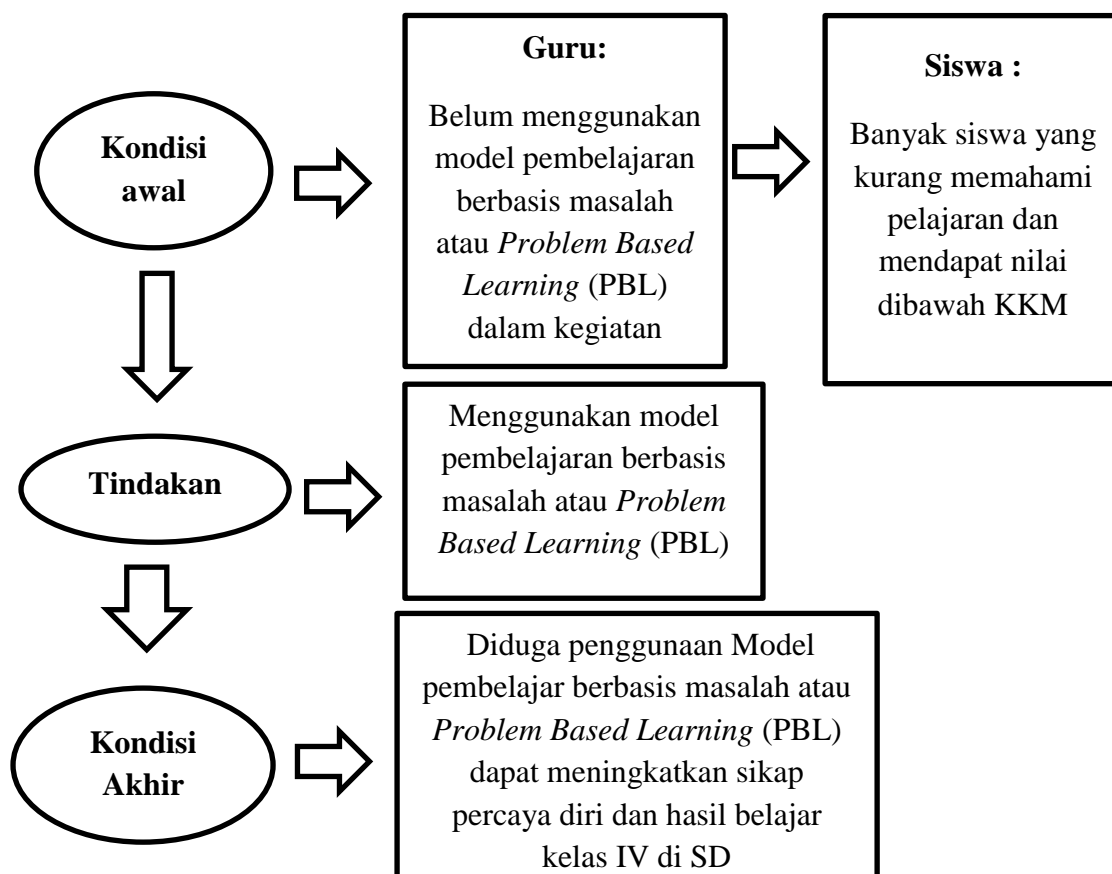 Kondisi
awal
Guru:
Belum menggunakan
model pembelajaran
berbasis masalah
atau Problem Based
Learning (PBL)
dalam kegiatan
Siswa :
Banyak siswa yang
kurang memahami
pelajaran dan
mendapat nilai
dibawah KKM
Tindakan
Menggunakan model
pembelajaran berbasis
masalah atau Problem
Based Learning (PBL)
Kondisi
Akhir
Diduga penggunaan Model
pembelajar berbasis masalah atau
Problem Based Learning (PBL)
dapat meningkatkan sikap
percaya diri dan hasil belajar
kelas IV di SD